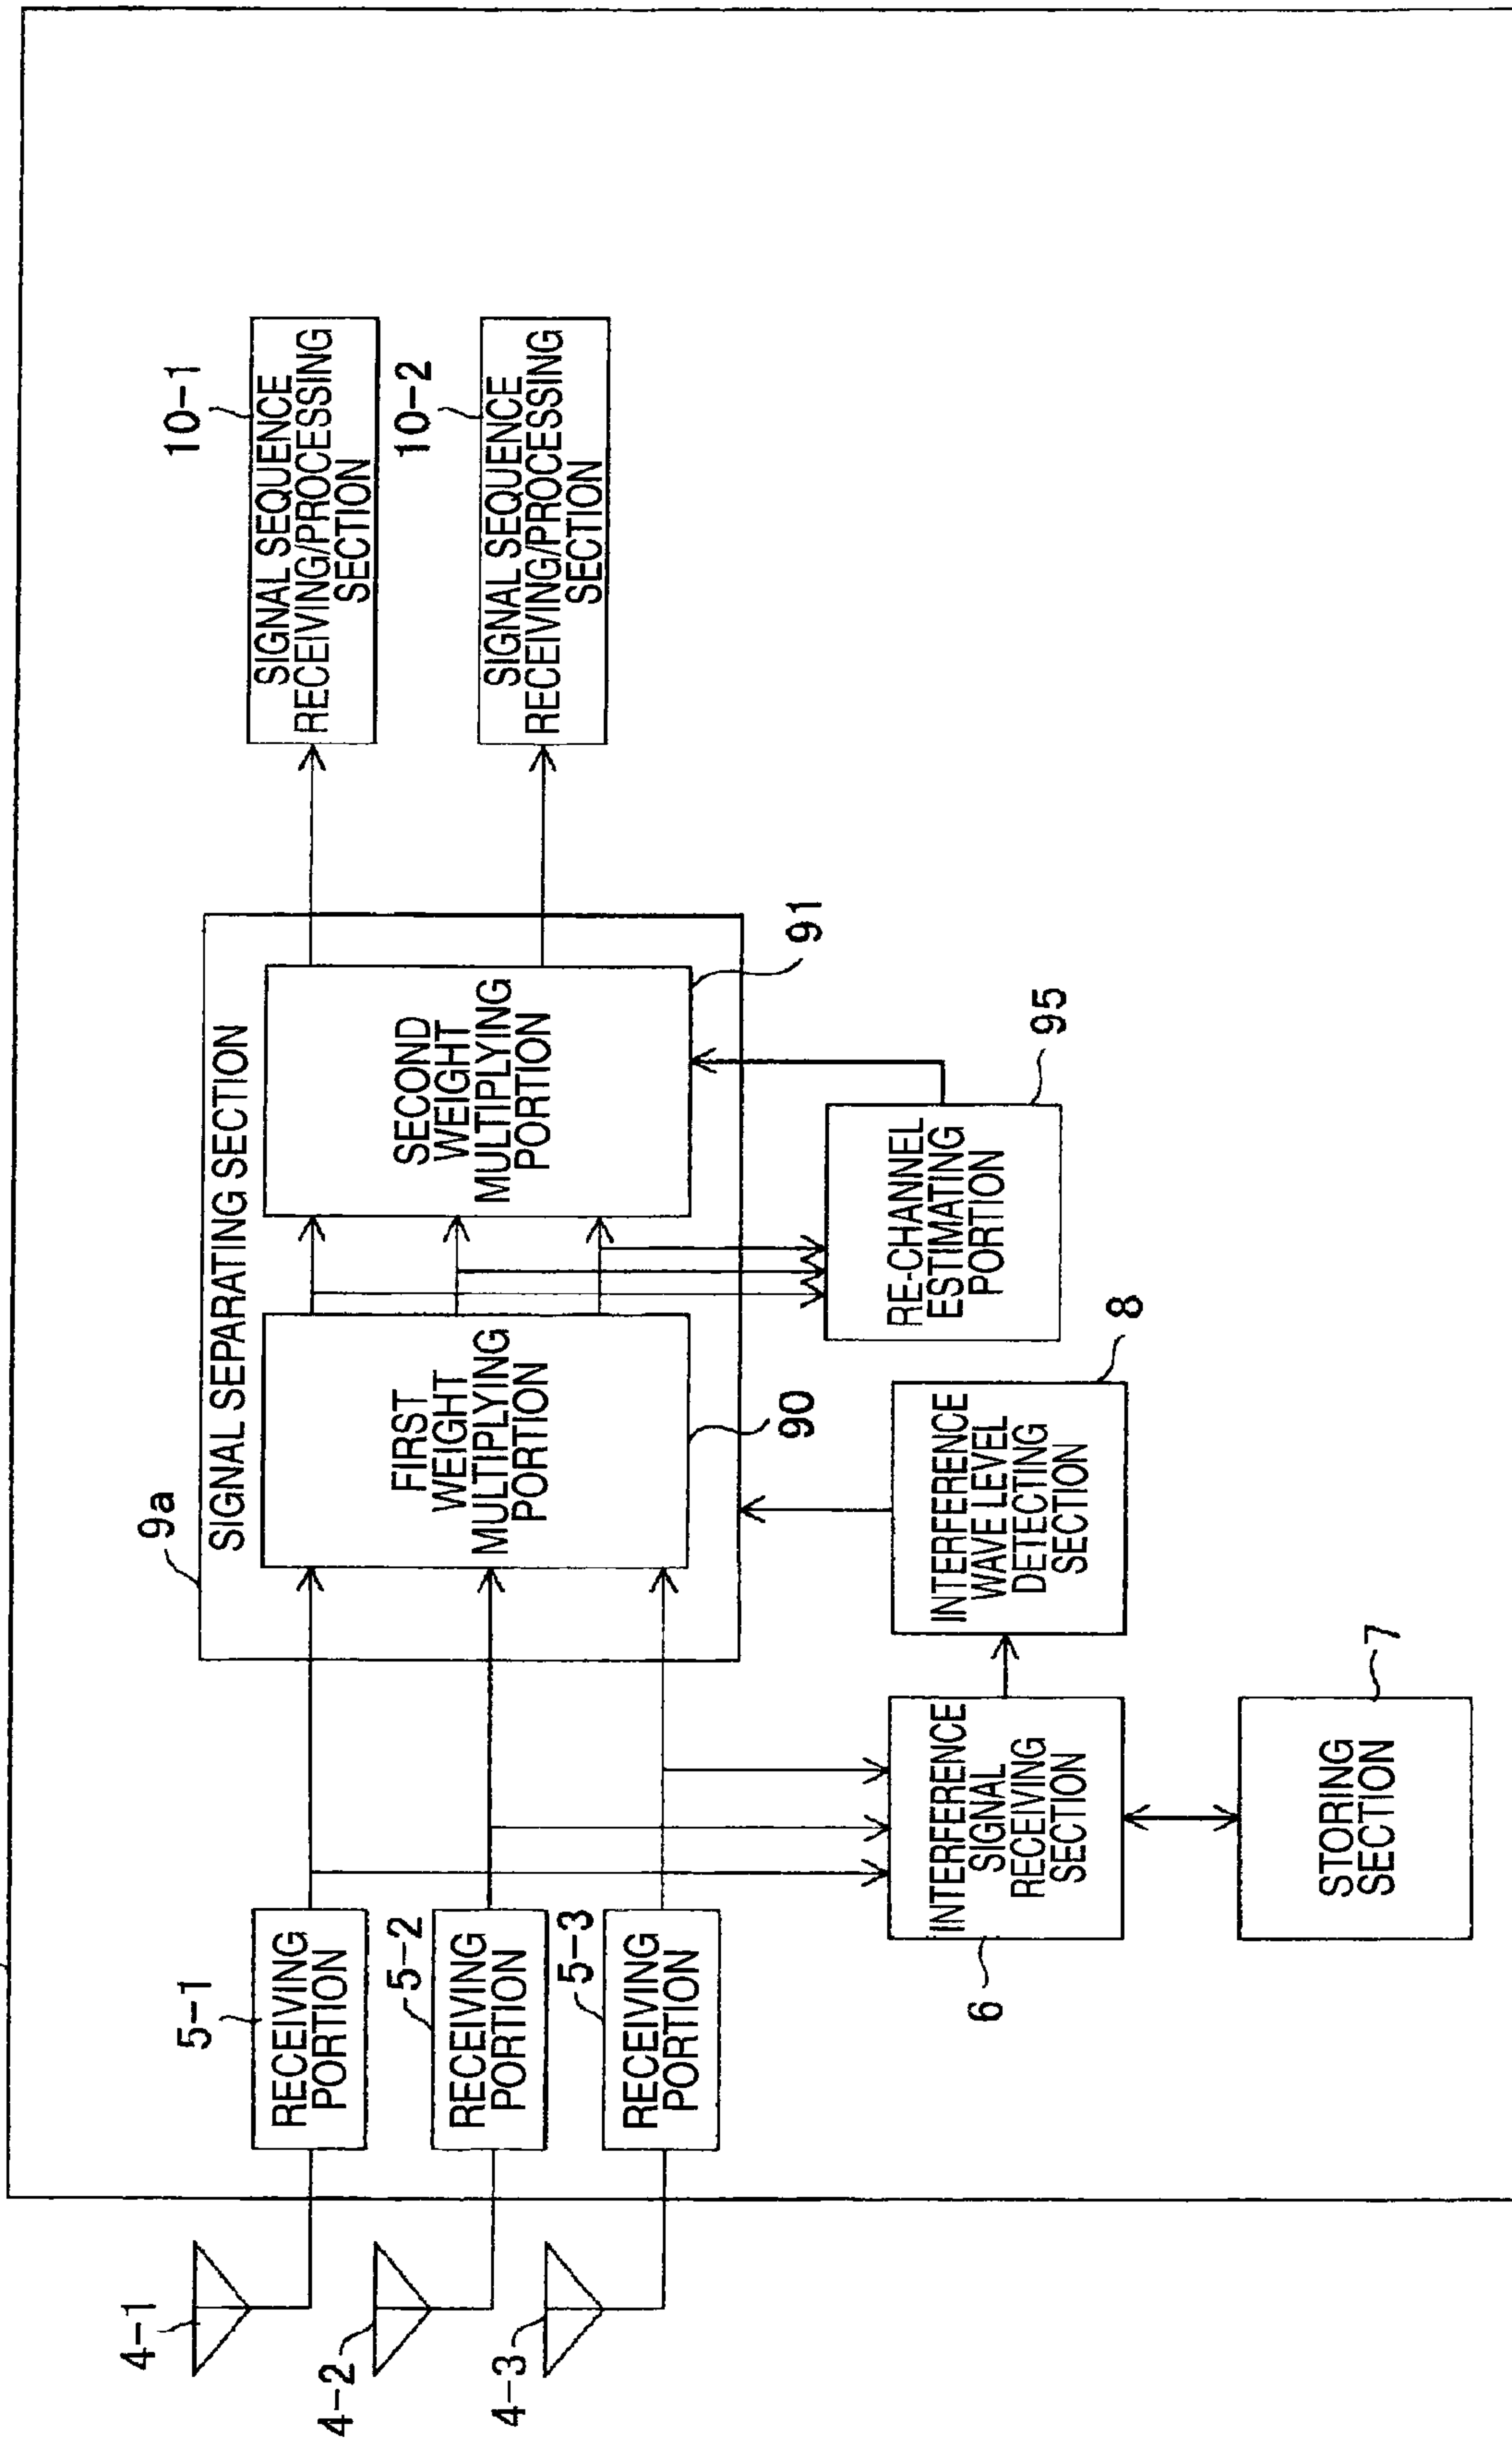 4-1
4-2
4-3
5-1
RECEIVING
PORTION
5-2
RECEIVING
PORTION
5-3
RECEIVING
PORTION
9a
SIGNAL SEPARATING SECTION
FIRST
WEIGHT
MULTIPLYING
PORTION
90
SECOND
WEIGHT
MULTIPLYING
PORTION
91
10-1
SIGNAL SEQUENCE
RECEIVING/PROCESSING
SECTION
10-2
SIGNAL SEQUENCE
RECEIVING/PROCESSING
SECTION
INTERFERENCE
SIGNAL
RECEIVING
SECTION
6
INTERFERENCE
WAVE LEVEL
DETECTING
SECTION
8
RE-CHANNEL
ESTIMATING
PORTION
95
STORING
SECTION
7